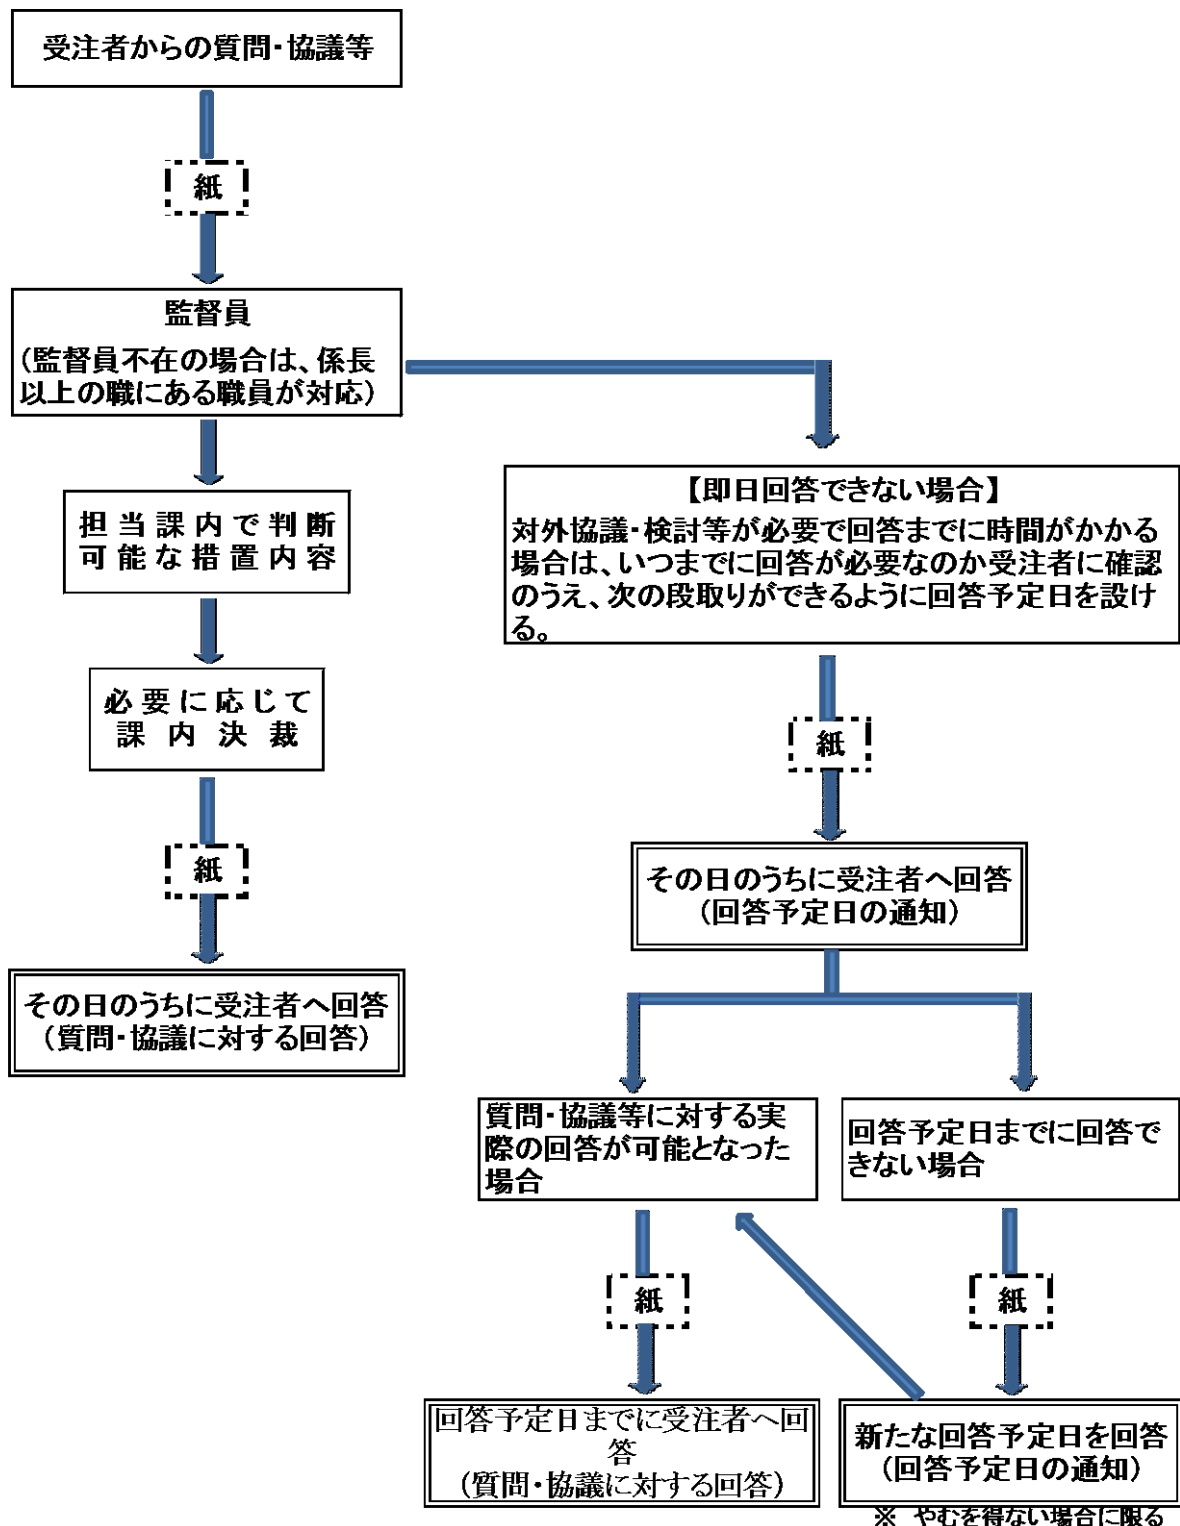 受注者からの質問・協議等
紙
監督員
(監督員不在の場合は、係長
以上の職にある職員が対応)
担当課内で判断
可能な措置内容
必要に応じて
課内決裁
紙
その日のうちに受注者へ回答
(質問・協議に対する回答)
【即日回答できない場合】
対外協議・検討等が必要で回答までに時間がかかる
場合は、いつまでに回答が必要なのか受注者に確認
のうえ、次の段取りができるように回答予定日を設け
る。
紙
その日のうちに受注者へ回答
(回答予定日の通知)
質問・協議等に対する実
際の回答が可能となった
場合
紙
回答予定日までに受注者へ回
答
(質問・協議に対する回答)
回答予定日までに回答で
きない場合
紙
新たな回答予定日を回答
(回答予定日の通知)
※ やむを得ない場合に限る